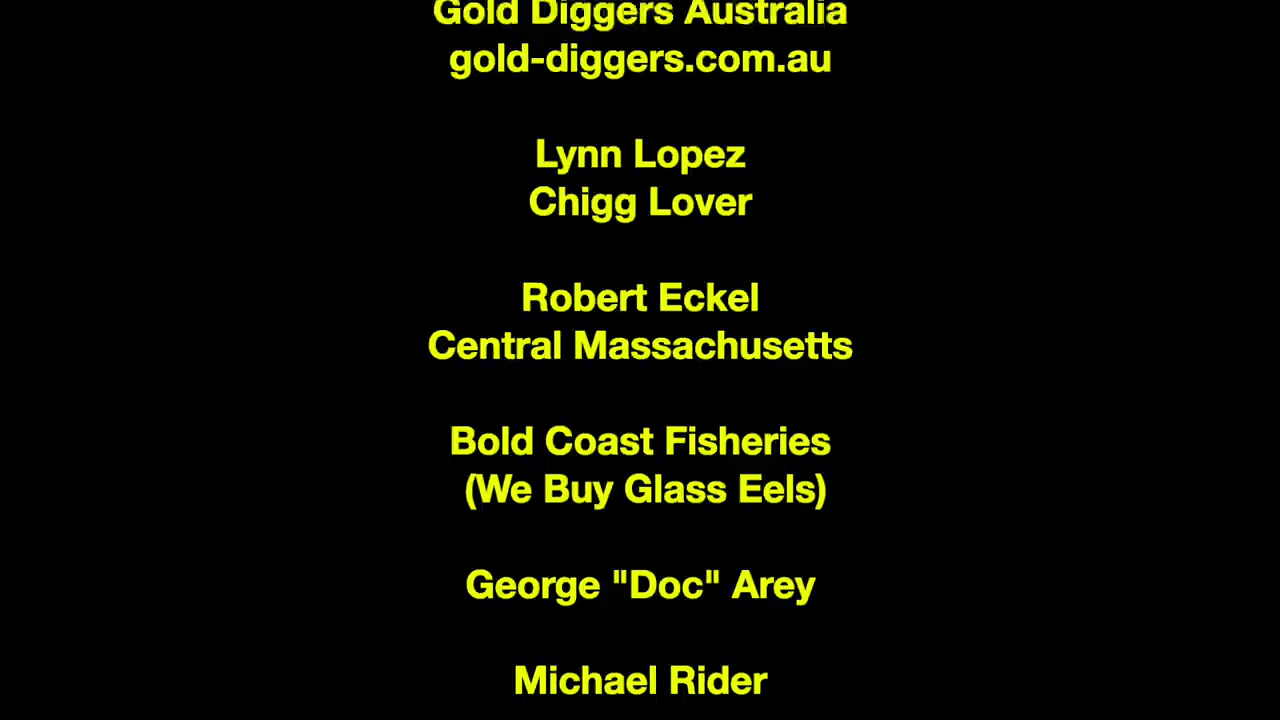 Gold Diggers Australia
gold-diggers.com.au
Lynn Lopez
Chigg Lover
Robert Eckel
Central Massachusetts
Bold Coast Fisheries
(We Buy Glass Eels)
George "Doc" Arey
Michael Rider